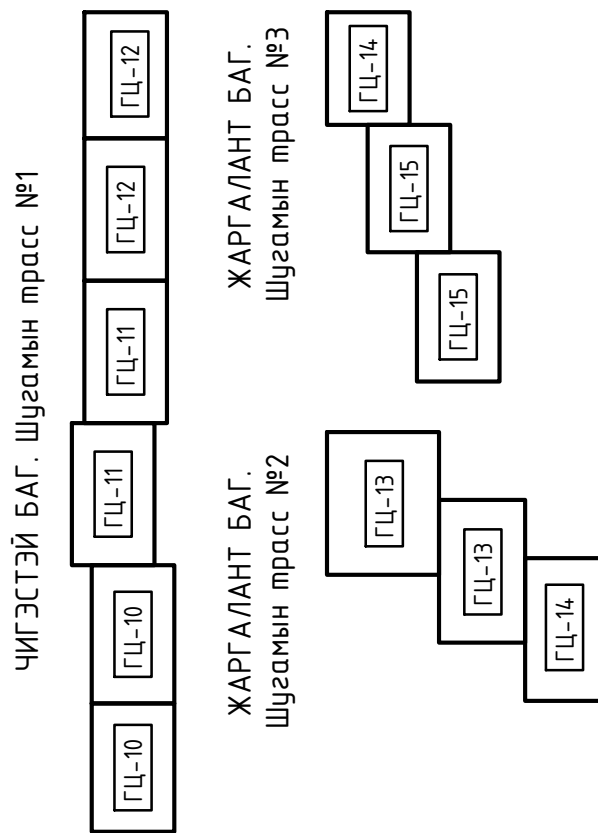 ЧИГЭСТЭЙ БАГ. Шугамын трасс №1
ГЦ-10
ГЦ-10
ГЦ-11
ГЦ-11
ГЦ-12
ГЦ-12
ЖАРГАЛАНТ БАГ.
Шугамын трасс №2
ГЦ-13
ГЦ-13
ГЦ-14
ЖАРГАЛАНТ БАГ.
Шугамын трасс №3
ГЦ-14
ГЦ-15
ГЦ-15